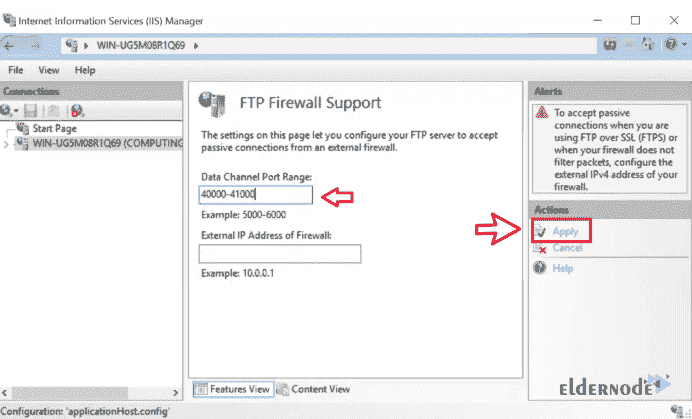 Internet Information Services (IIS) Manager
WIN-UG5M08R1Q69
File View Help
Connections
Start Page
WIN-UG5M08R1Q69 (COMPUTING
FTP Firewall Support
The settings on this page let you configure your FTP server to accept
passive connections from an external firewall.
Data Channel Port Range:
40000-41000
Example: 5000-6000
External IP Address of Firewall:
Example: 10.0.0.1
Features View Content View
Alerts
To accept passive
connections when you are
using FTP over SSL (FTPS) or
when your firewall does not
filter packets, configure the
external IPv4 address of your
firewall.
Actions
Apply
Cancel
Help
eldernode
Configuration: 'applicationHost.config'